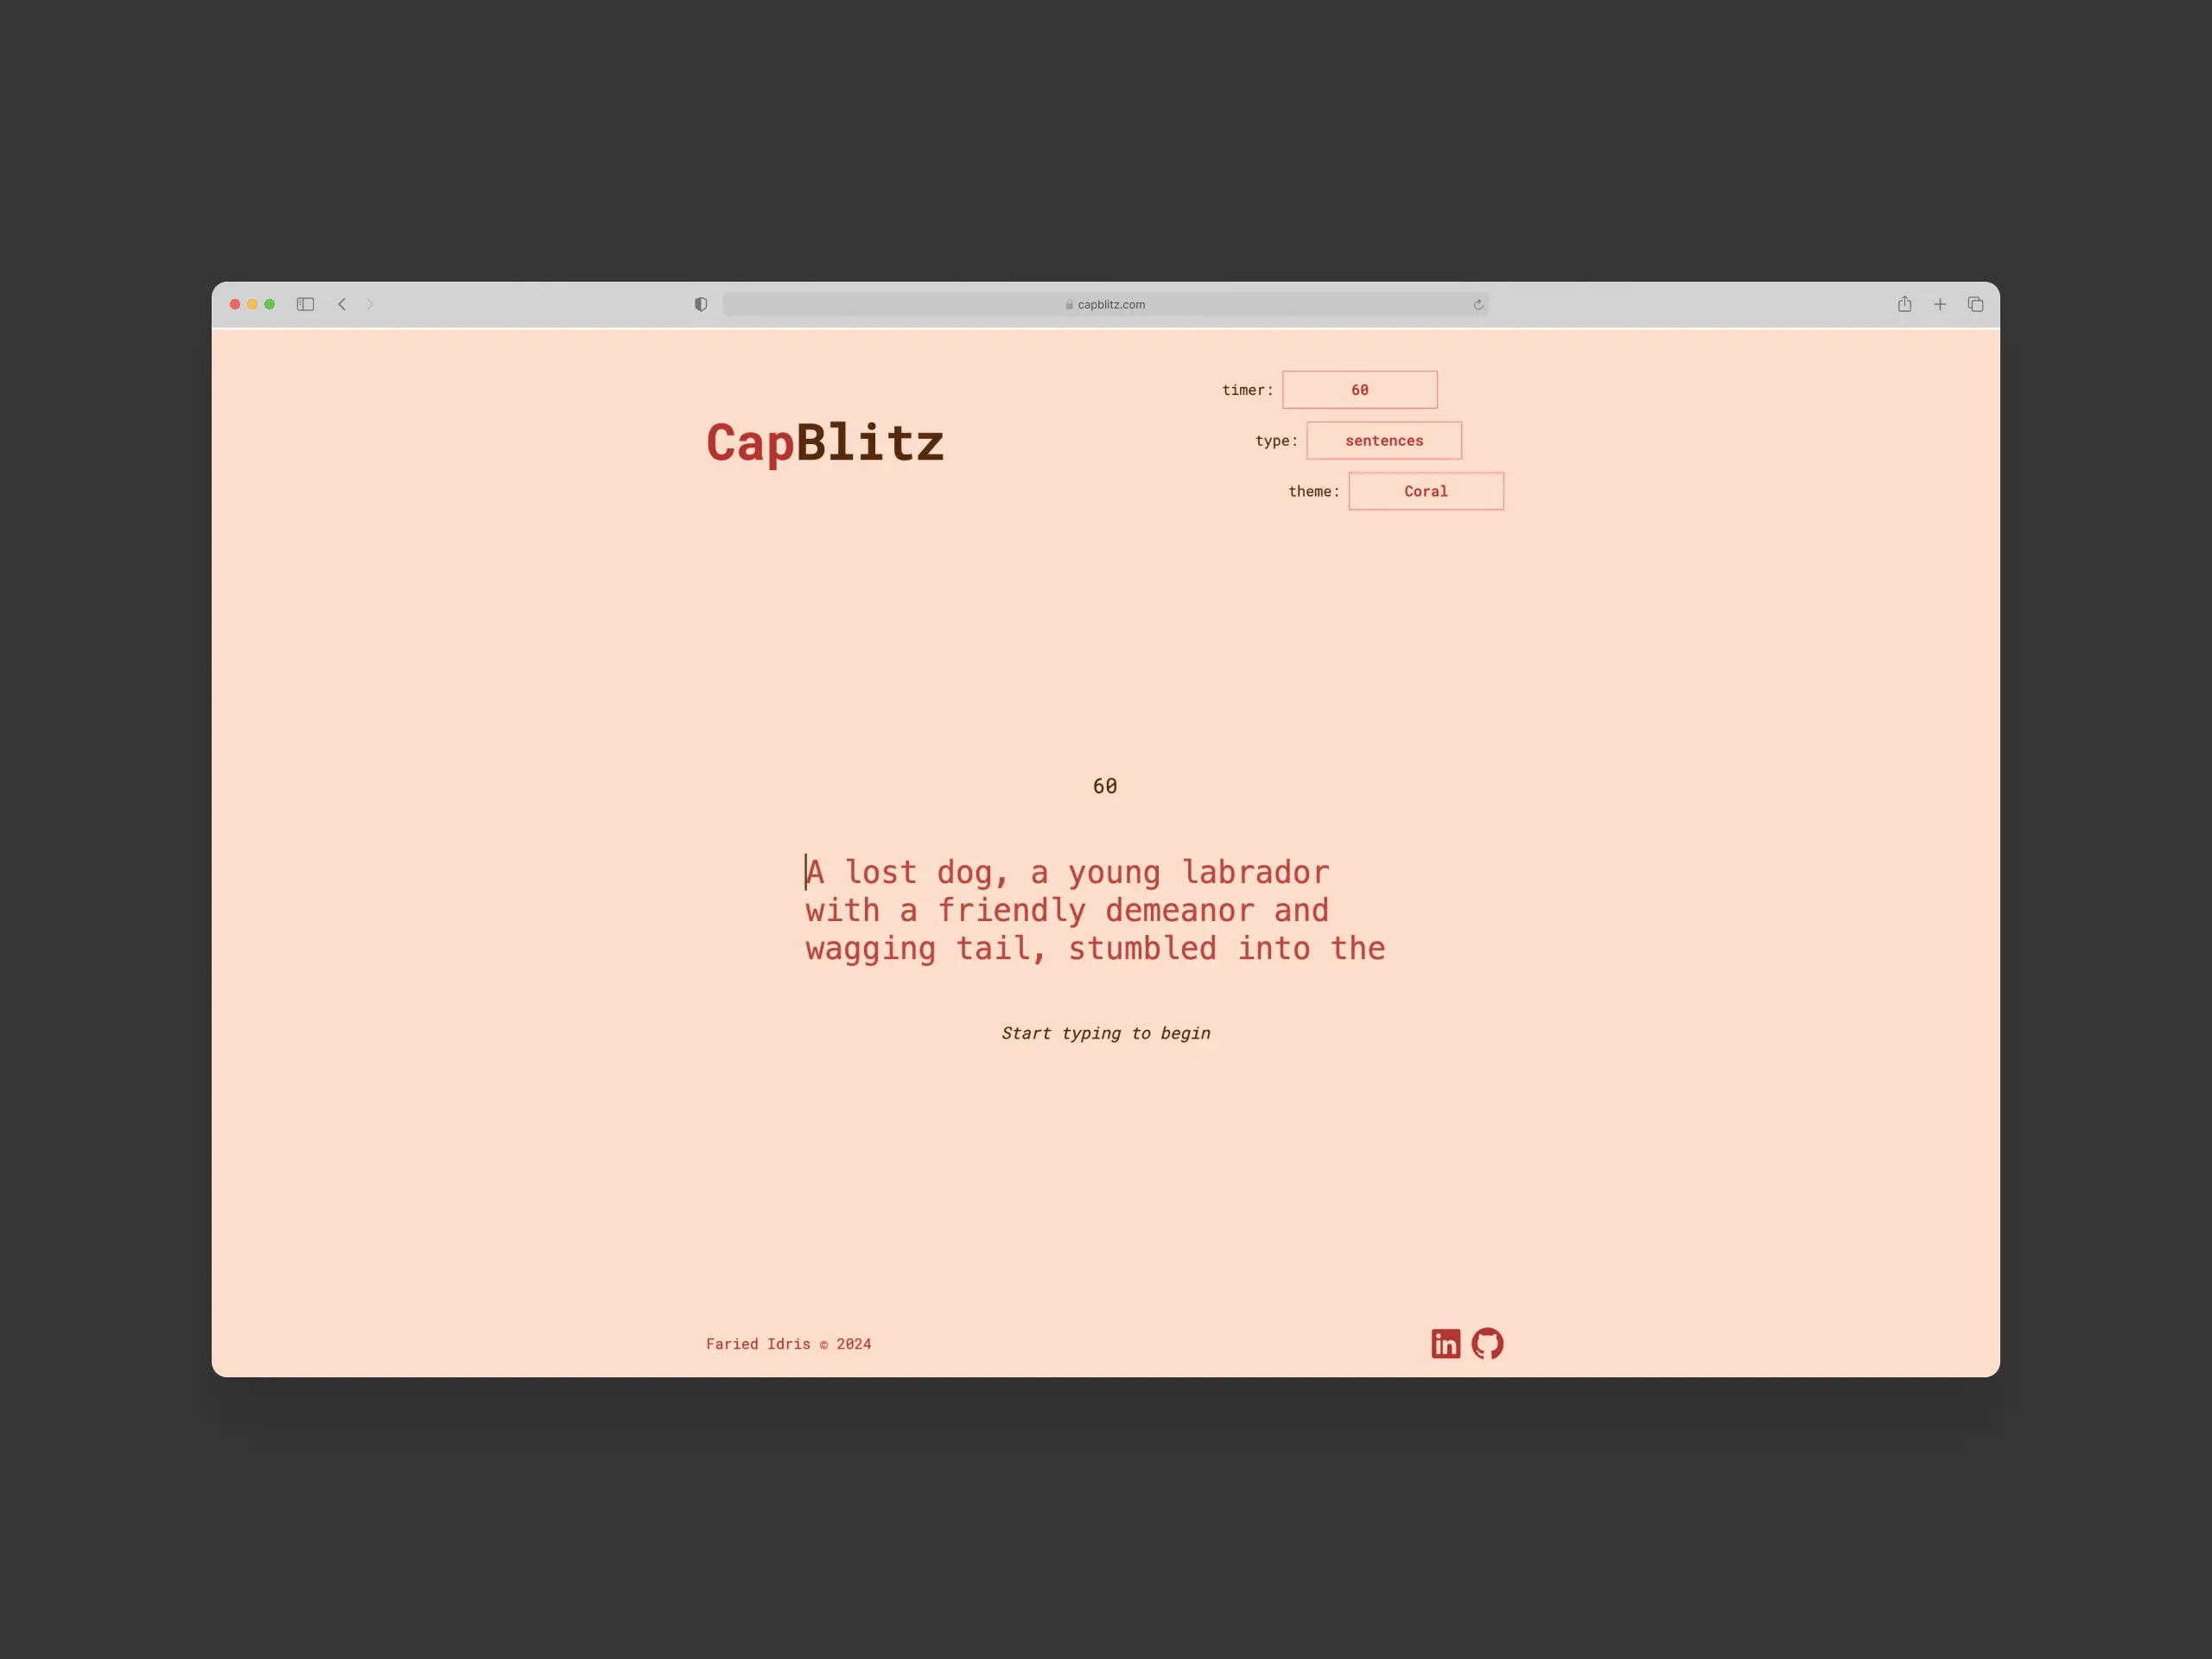 capblitz.com
timer: 60
CapBlitz
type: sentences
theme: Coral
60
A lost dog, a young labrador
with a friendly demeanor and
wagging tail, stumbled into the
Start typing to begin
Faried Idris © 2024
in